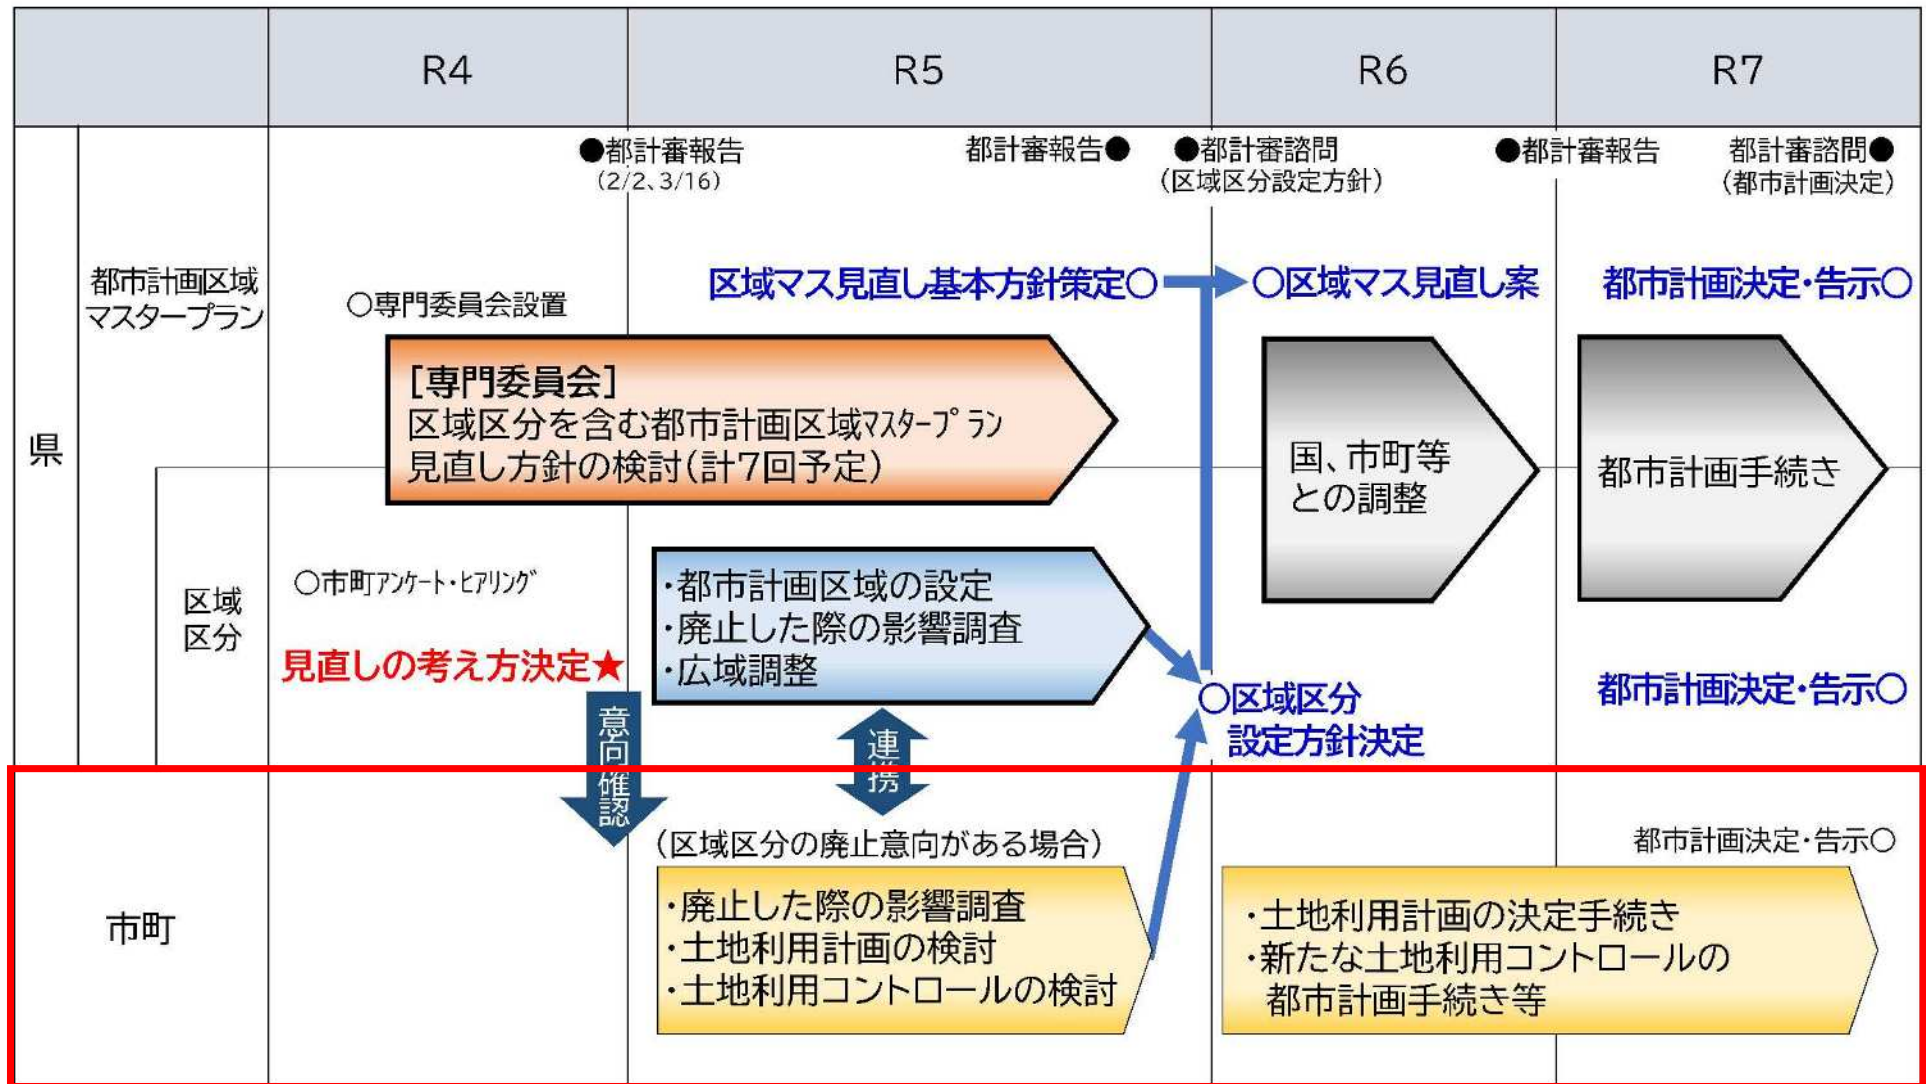 R4
R5
R6
R7
●都計審報告
(2/2、3/16)
都計審報告●
●都計審諮問
(区域区分設定方針)
●都計審報告
都計審諮問●
(都市計画決定)
県
都市計画区域
マスタープラン
○専門委員会設置
区域マス見直し基本方針策定○
○区域マス見直し案
都市計画決定・告示○
[専門委員会]
区域区分を含む都市計画区域ﾏｽﾀｰﾌﾟﾗﾝ
見直し方針の検討(計7回予定)
国、市町等
との調整
都市計画手続き
区域
区分
○市町ｱﾝｹｰﾄ・ﾋｱﾘﾝｸﾞ
見直しの考え方決定★
・都市計画区域の設定
・廃止した際の影響調査
・広域調整
○区域区分
設定方針決定
都市計画決定・告示○
意向確認
連携
市町
(区域区分の廃止意向がある場合)
・廃止した際の影響調査
・土地利用計画の検討
・土地利用コントロールの検討
都市計画決定・告示○
・土地利用計画の決定手続き
・新たな土地利用コントロールの
都市計画手続き等